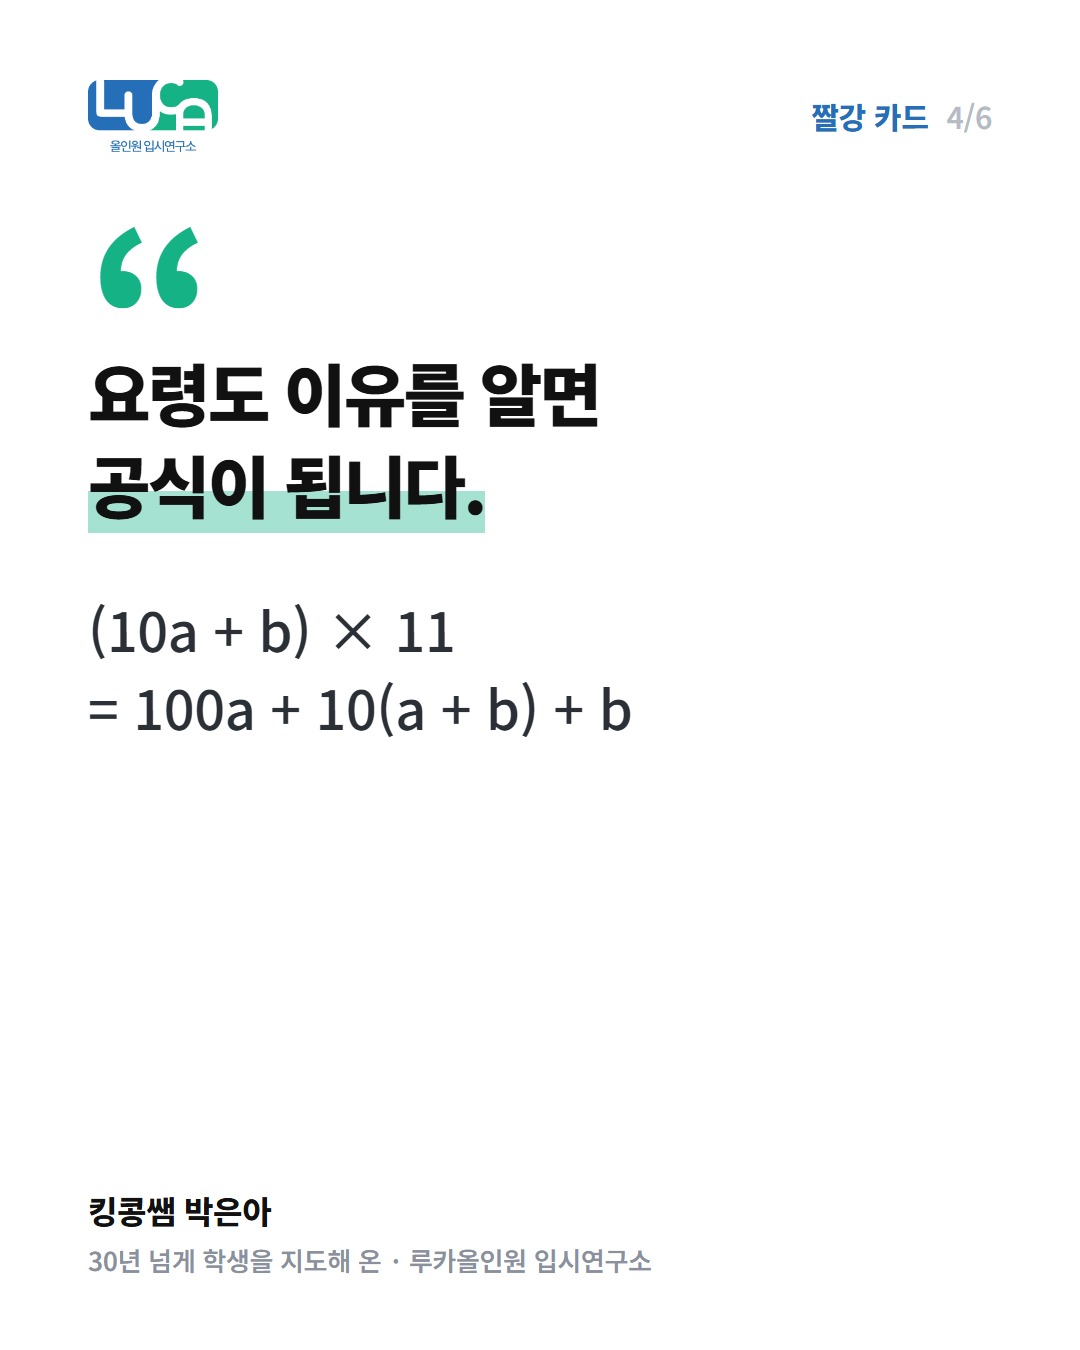 LUCA
올인원 입시연구소
짤강 카드 4/6
“
요령도 이유를 알면
공식이 됩니다.
(10a + b) × 11
= 100a + 10(a + b) + b
킹콩쌤 박은아
30년 넘게 학생을 지도해 온 · 루카올인원 입시연구소